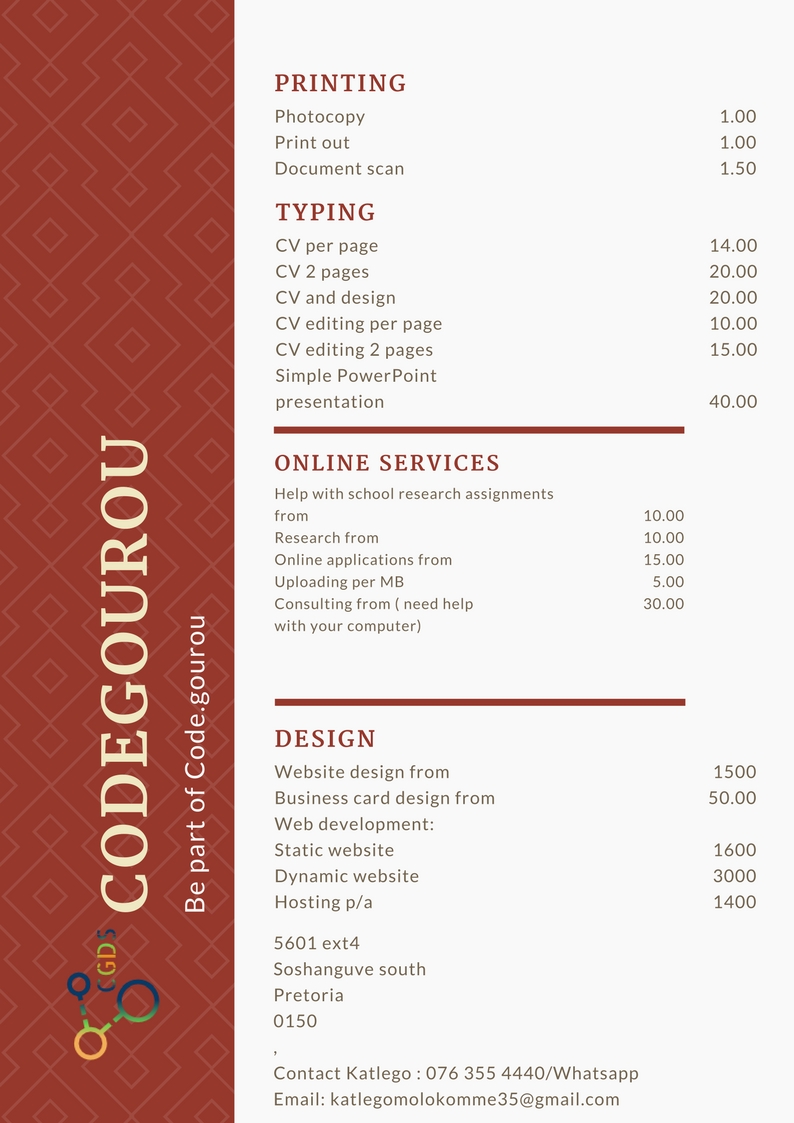 PRINTING
Photocopy 1.00
Print out 1.00
Document scan 1.50
TYPING
CV per page 14.00
CV 2 pages 20.00
CV and design 20.00
CV editing per page 10.00
CV editing 2 pages 15.00
Simple PowerPoint
presentation 40.00
ONLINE SERVICES
Help with school research assignments
from 10.00
Research from 10.00
Online applications from 15.00
Uploading per MB 5.00
Consulting from ( need help 30.00
with your computer)
DESIGN
Website design from 1500
Business card design from 50.00
Web development:
Static website 1600
Dynamic website 3000
Hosting p/a 1400
5601 ext4
Soshanguve south
Pretoria
0150
,
Contact Katlego : 076 355 4440/Whatsapp
Email: katlegomolokomme35@gmail.com
CODEGOUROU
Be part of Code.gourou
CGDS